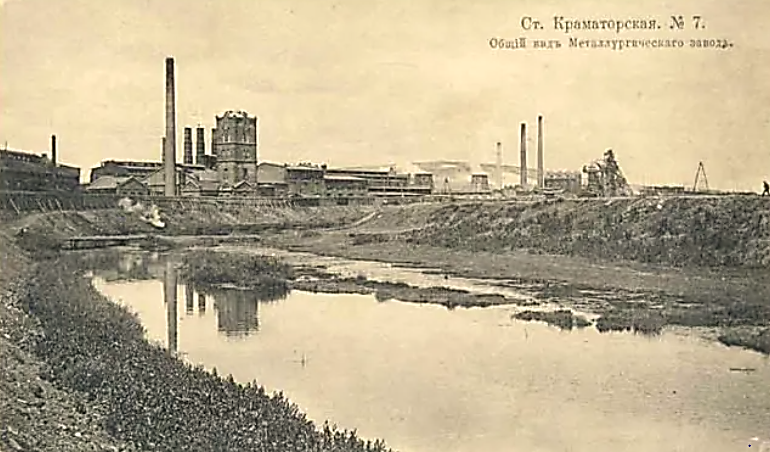 Ст. Краматорская. № 7.
Общій видъ Металлургическаго завода.